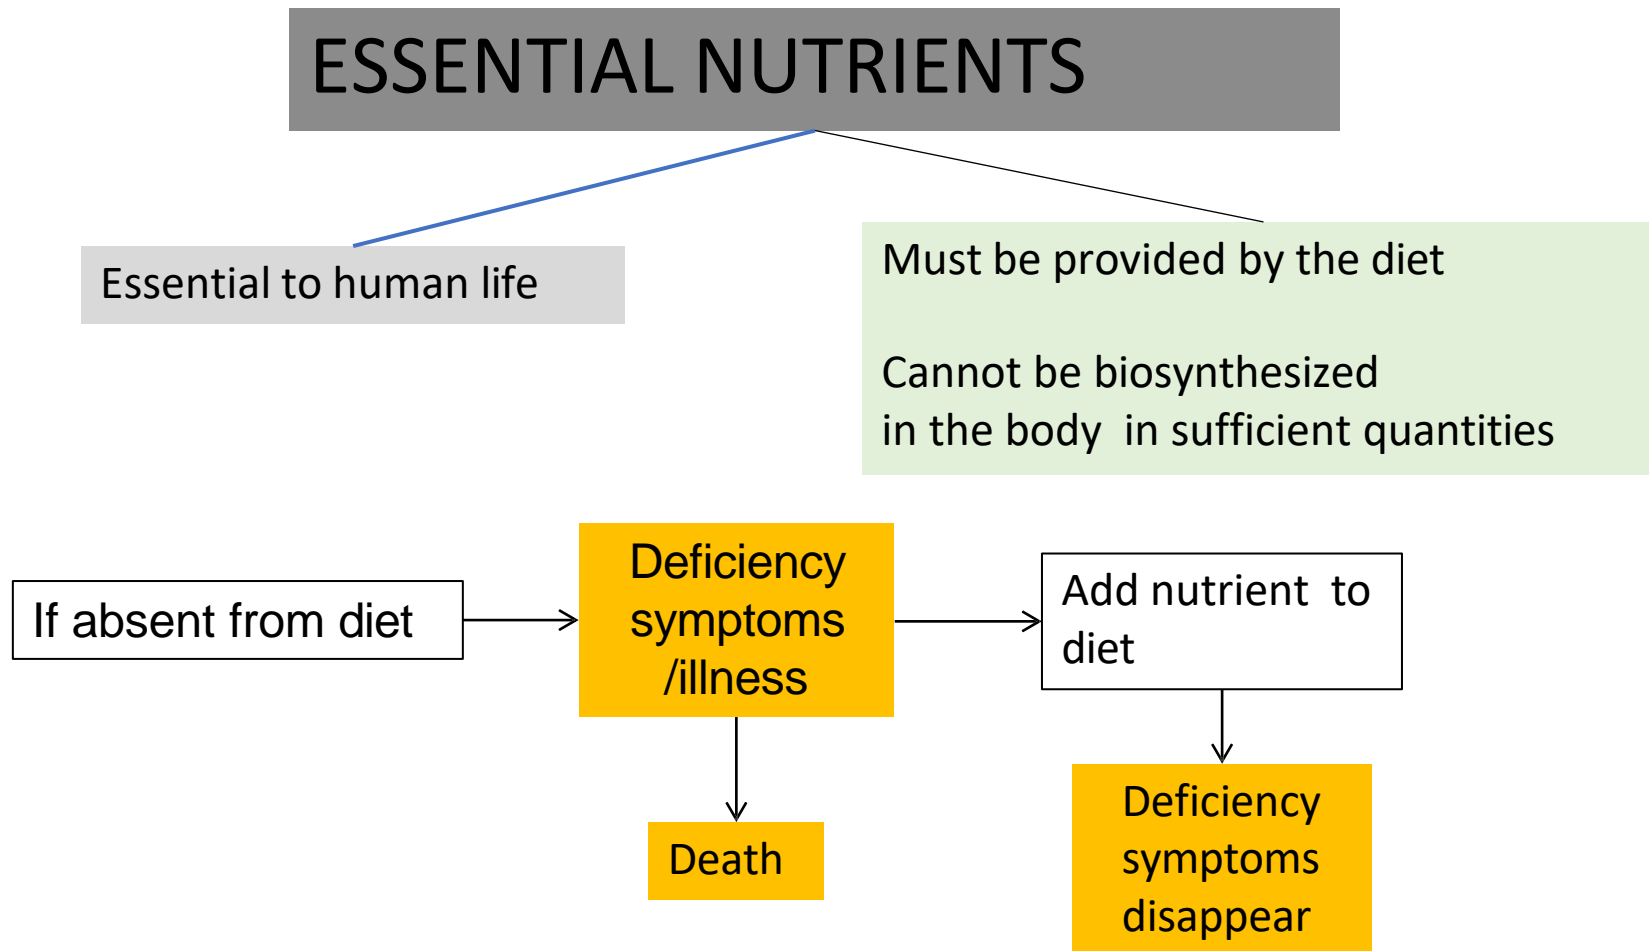 ESSENTIAL NUTRIENTS
Essential to human life
Must be provided by the diet
Cannot be biosynthesized
in the body  in sufficient quantities
If absent from diet
Deficiency
symptoms
/illness
Add nutrient  to
diet
Death
Deficiency
symptoms
disappear